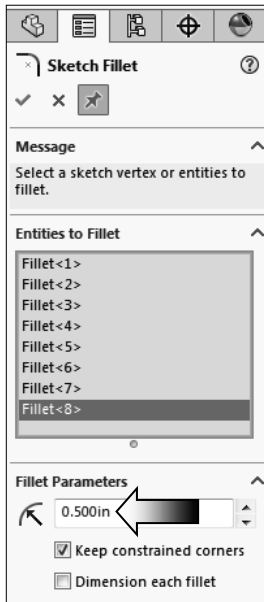 Sketch Fillet
Message
Select a sketch vertex or entities to
fillet.
Entities to Fillet
Fillet<1>
Fillet<2>
Fillet<3>
Fillet<4>
Fillet<5>
Fillet<6>
Fillet<7>
Fillet<8>
Fillet Parameters
0.500in
Keep constrained corners
Dimension each fillet